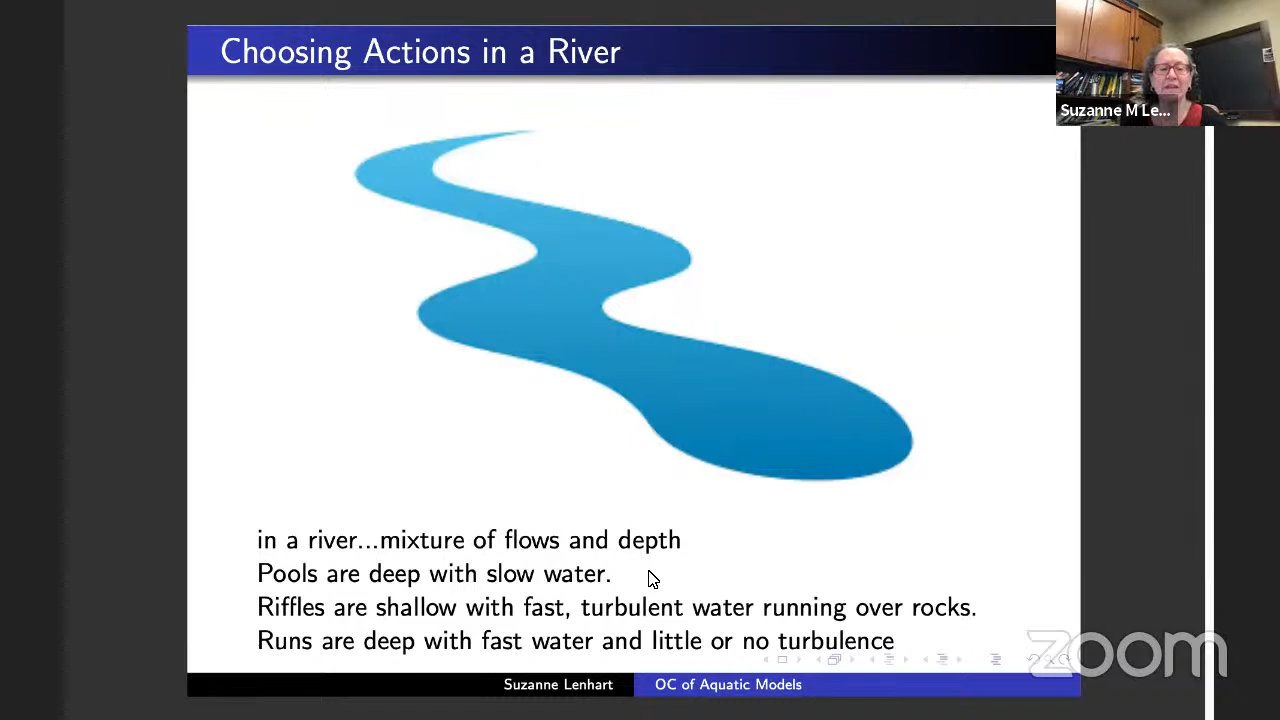 Choosing Actions in a River
Suzanne M Le...
in a river...mixture of flows and depth
Pools are deep with slow water.
Riffles are shallow with fast, turbulent water running over rocks.
Runs are deep with fast water and little or no turbulence
zoom
Suzanne Lenhart
OC of Aquatic Models